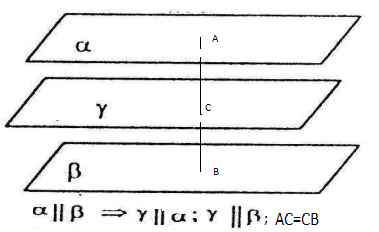 α
A
γ
C
β
B
α ∥ β ⇒ γ ∥ α ; γ ∥ β ; AC=CB